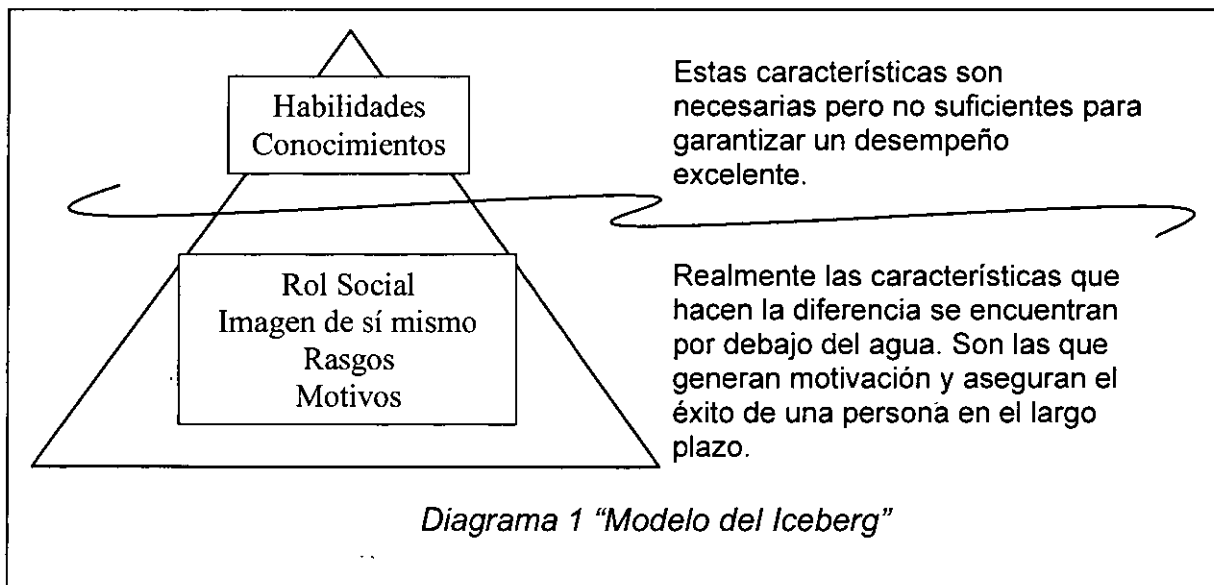 Habilidades
Conocimientos
Estas características son
necesarias pero no suficientes para
garantizar un desempeño
excelente.
Rol Social
Imagen de sí mismo
Rasgos
Motivos
Realmente las características que
hacen la diferencia se encuentran
por debajo del agua. Son las que
generan motivación y aseguran el
éxito de una persona en el largo
plazo.
Diagrama 1 “Modelo del Iceberg”